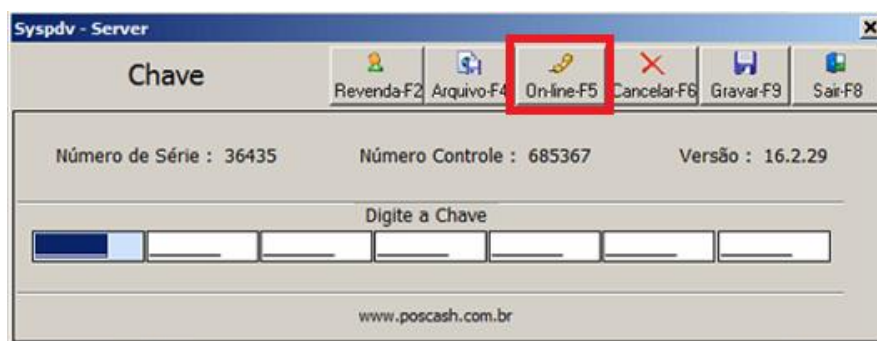 Syspdv - Server
Chave
Revenda-F2 Arquivo-F4 On-line-F5 Cancelar-F6 Gravar-F9 Sair-F8
Número de Série : 36435 Número Controle : 685367 Versão : 16.2.29
Digite a Chave
www.poscash.com.br